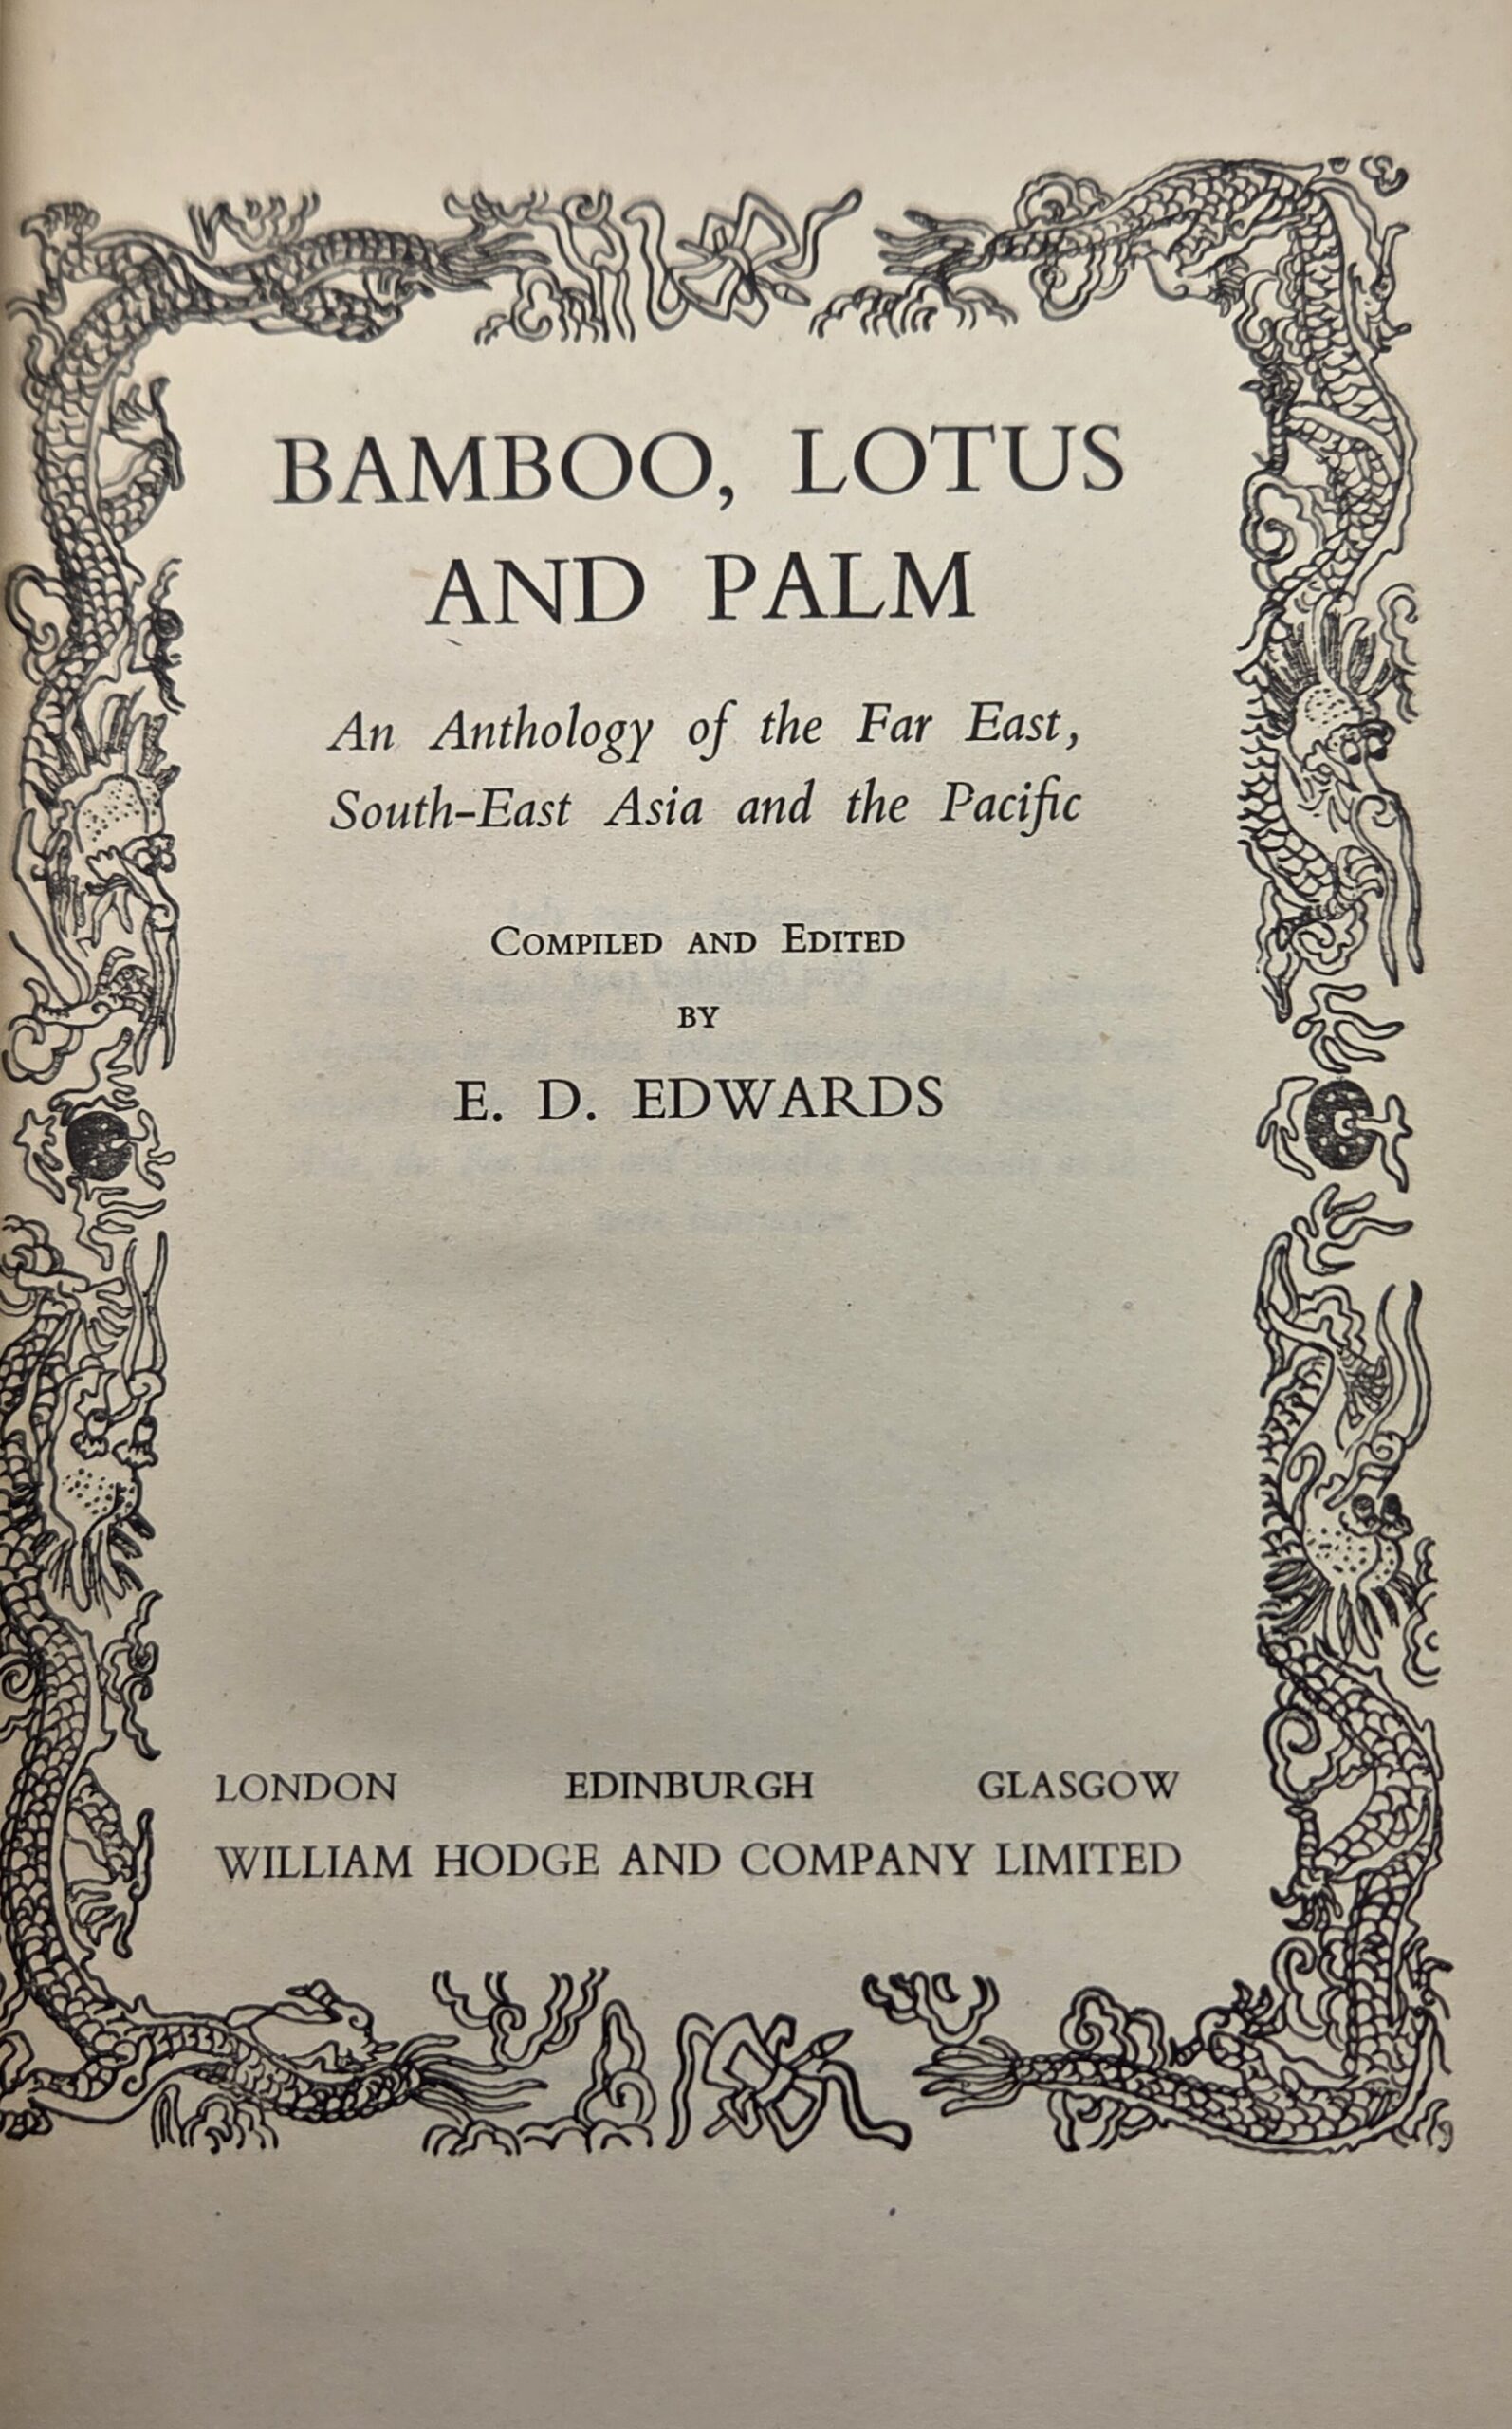 BAMBOO, LOTUS
AND PALM
An Anthology of the Far East,
South-East Asia and the Pacific
COMPILED AND EDITED
BY
E. D. EDWARDS
LONDON EDINBURGH GLASGOW
WILLIAM HODGE AND COMPANY LIMITED